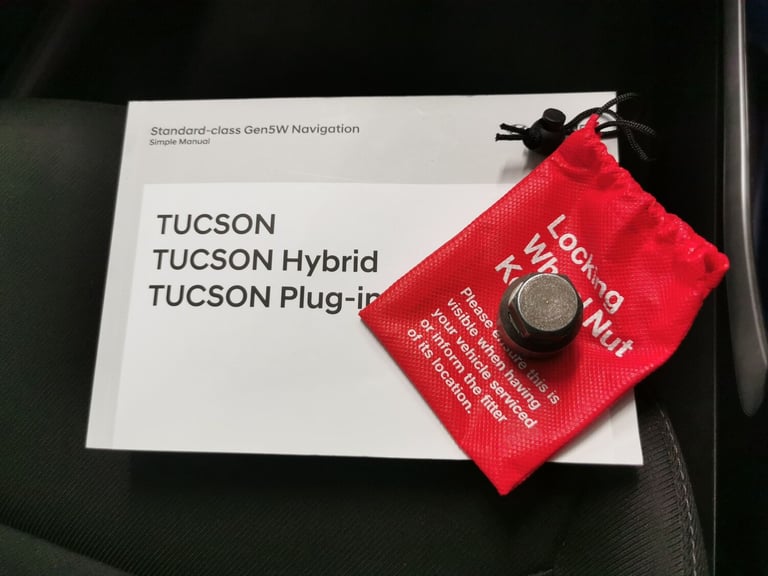 Standard-class Gen5W Navigation
Simple Manual
TUCSON
TUCSON Hybrid
TUCSON Plug-in
Locking
Nut
Please ensure this is
visible when having
your vehicle serviced
or inform the fitter
of its location.